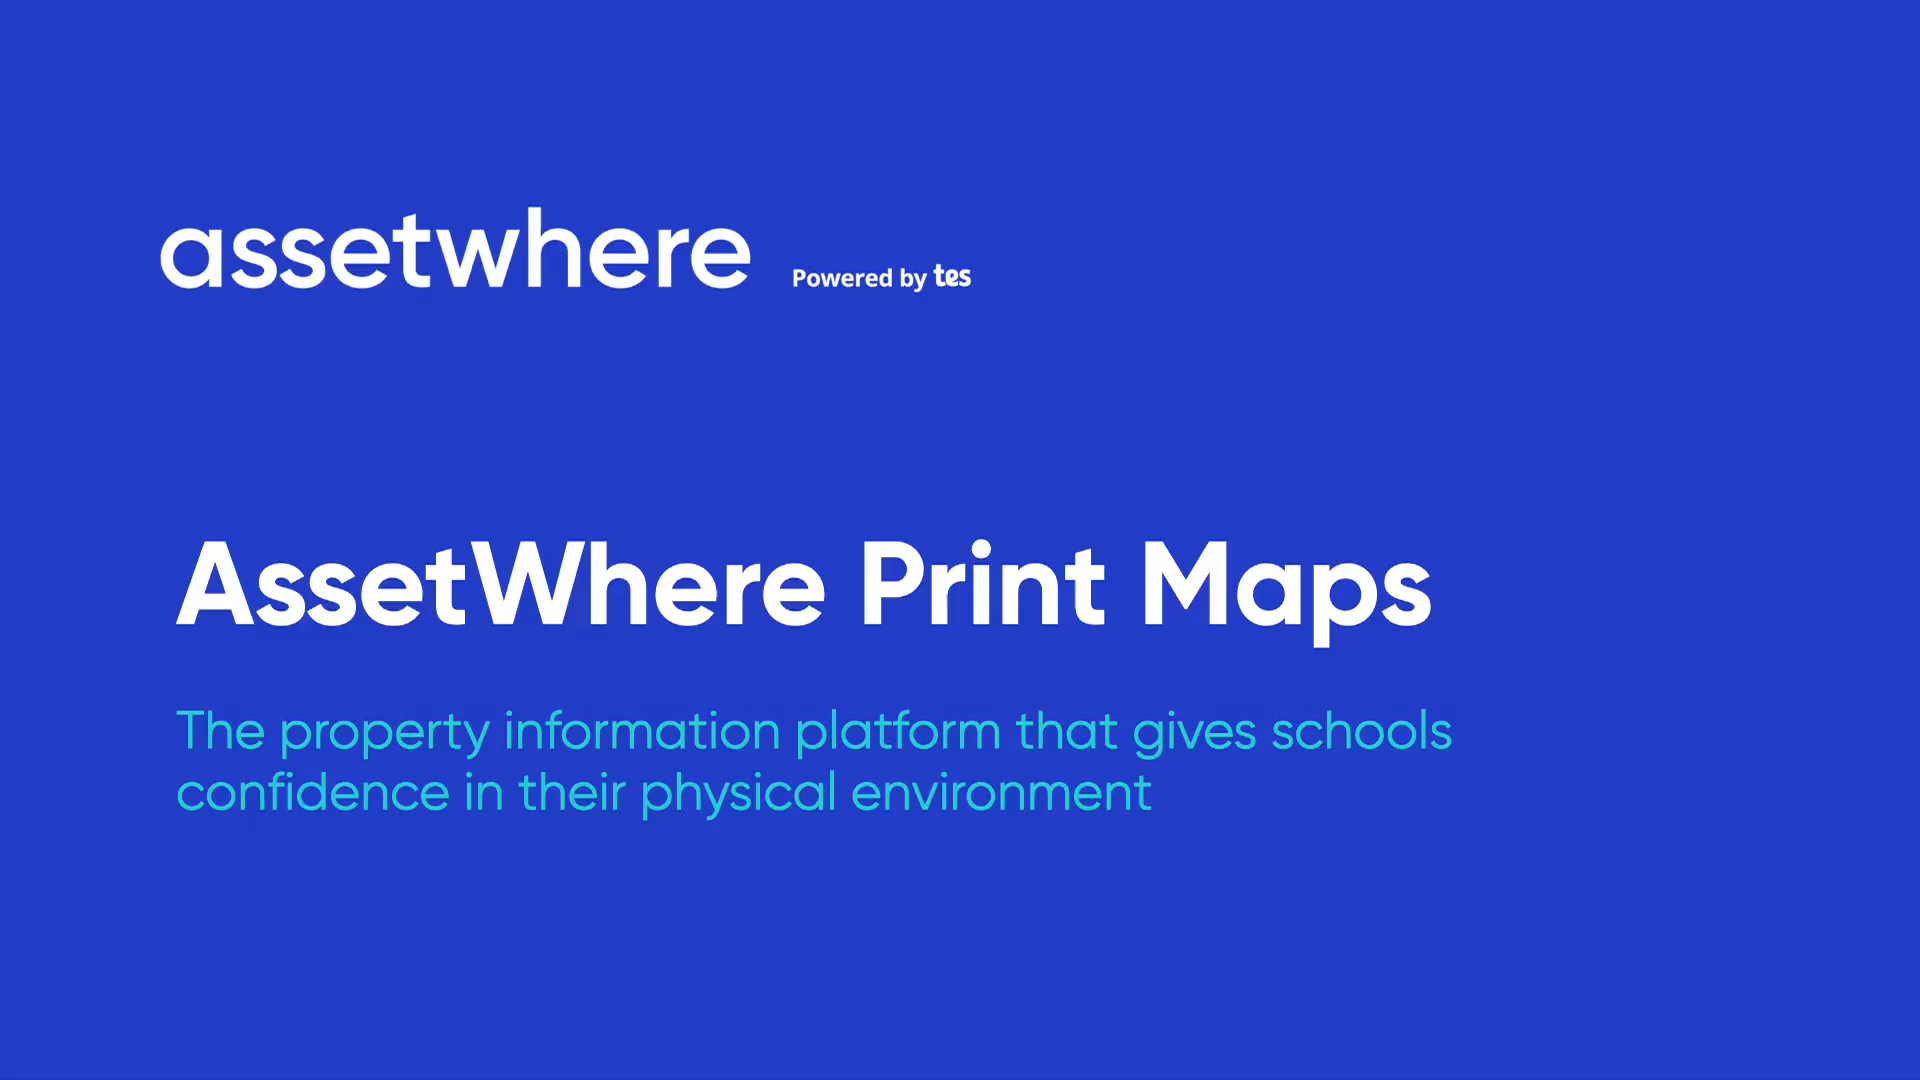 assetwhere Powered by tes
AssetWhere Print Maps
The property information platform that gives schools
confidence in their physical environment